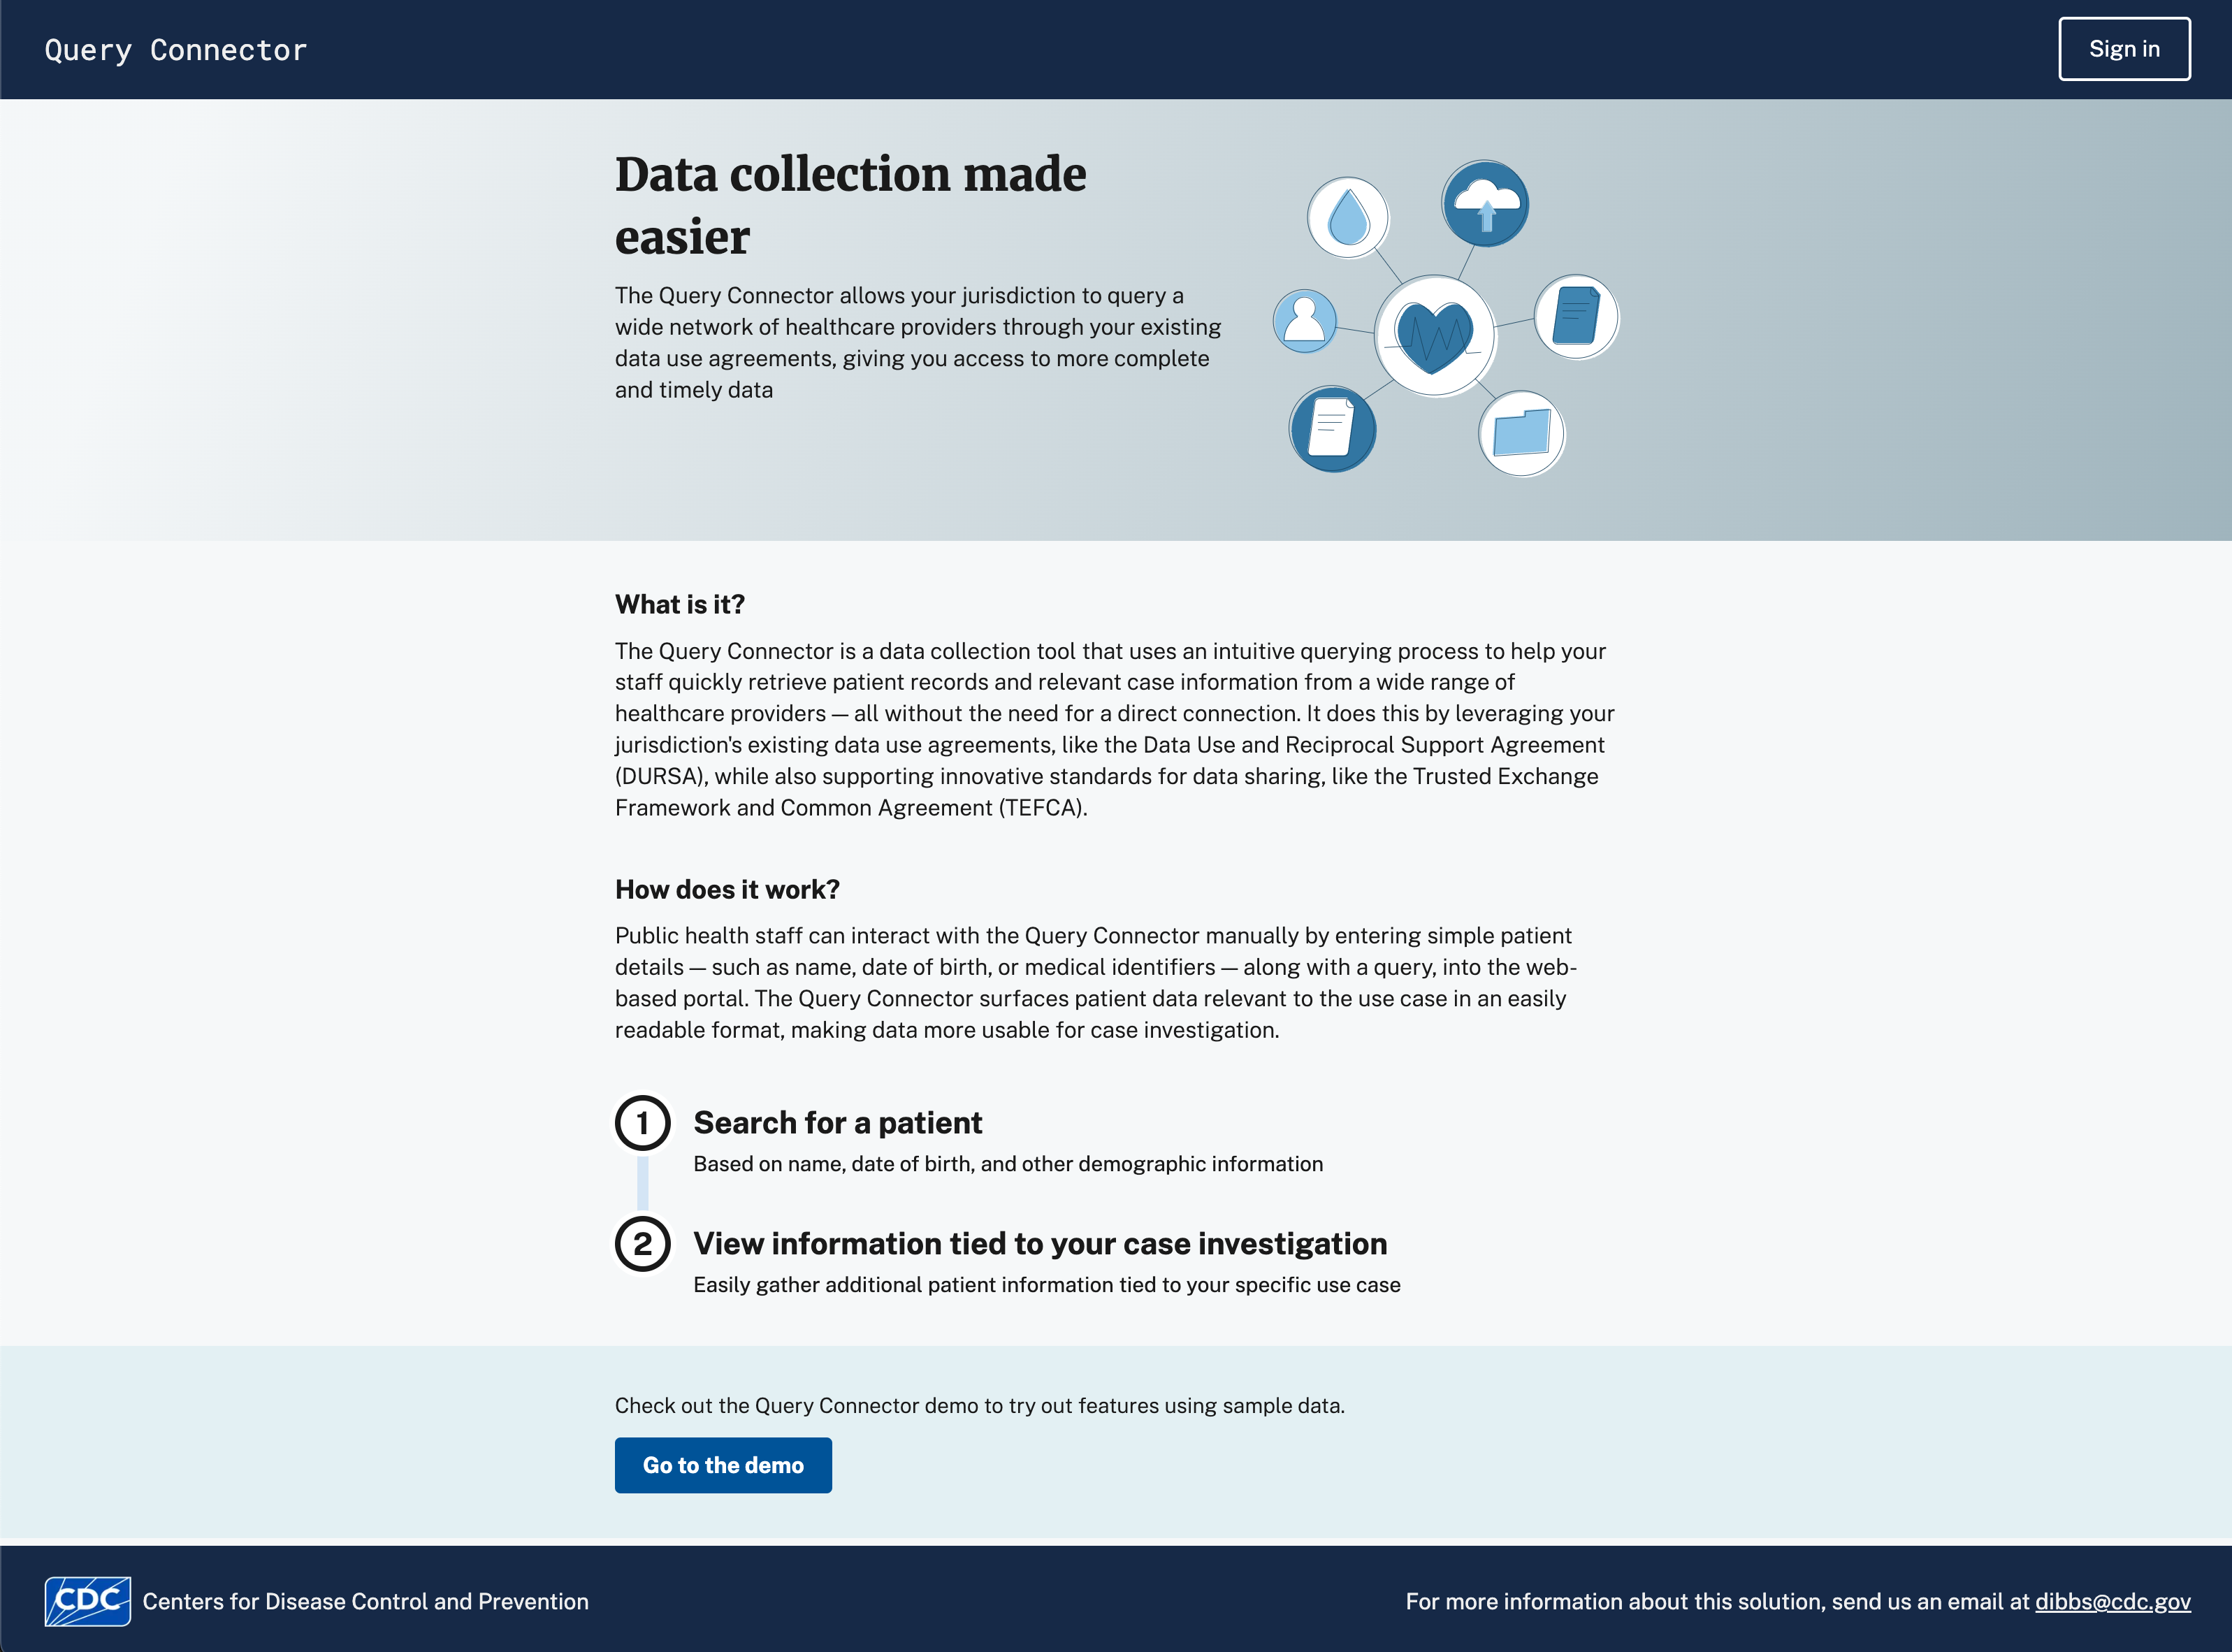 Query Connector
Sign in
Data collection made
easier
The Query Connector allows your jurisdiction to query a
wide network of healthcare providers through your existing
data use agreements, giving you access to more complete
and timely data
What is it?
The Query Connector is a data collection tool that uses an intuitive querying process to help your
staff quickly retrieve patient records and relevant case information from a wide range of
healthcare providers — all without the need for a direct connection. It does this by leveraging your
jurisdiction's existing data use agreements, like the Data Use and Reciprocal Support Agreement
(DURSA), while also supporting innovative standards for data sharing, like the Trusted Exchange
Framework and Common Agreement (TEFCA).
How does it work?
Public health staff can interact with the Query Connector manually by entering simple patient
details — such as name, date of birth, or medical identifiers — along with a query, into the web-
based portal. The Query Connector surfaces patient data relevant to the use case in an easily
readable format, making data more usable for case investigation.
1 Search for a patient
Based on name, date of birth, and other demographic information
2 View information tied to your case investigation
Easily gather additional patient information tied to your specific use case
Check out the Query Connector demo to try out features using sample data.
Go to the demo
CDC Centers for Disease Control and Prevention
For more information about this solution, send us an email at dibbs@cdc.gov